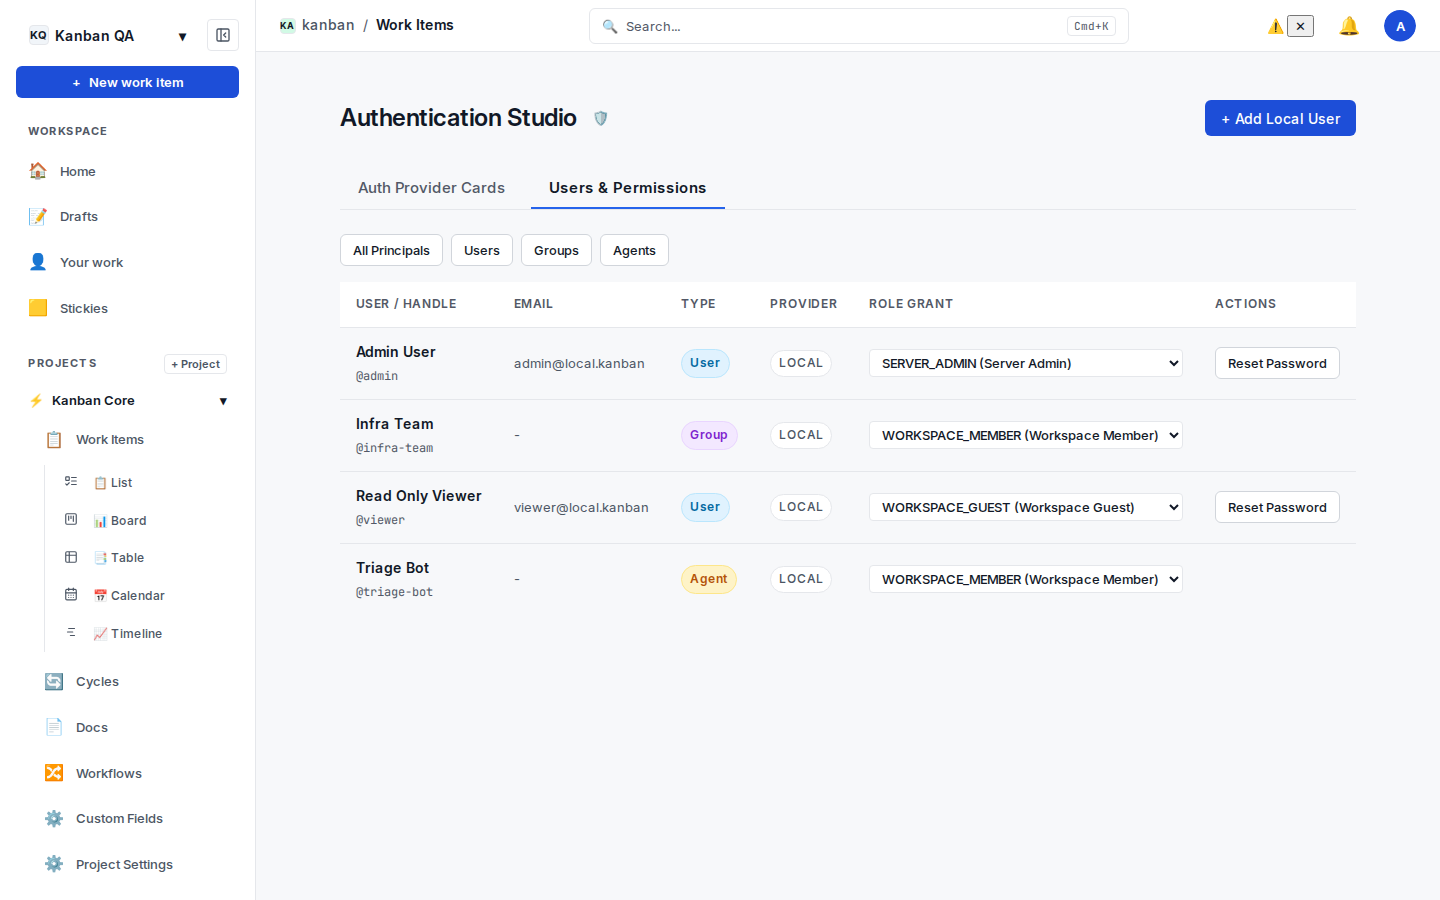 KQ Kanban QA ▾
+ New work item
WORKSPACE
Home
Drafts
Your work
Stickies
PROJECTS
+ Project
Kanban Core ▾
Work Items
List
Board
Table
Calendar
Timeline
Cycles
Docs
Workflows
Custom Fields
Project Settings
KA kanban / Work Items
Search... Cmd+K
✕
A
Authentication Studio
+ Add Local User
Auth Provider Cards
Users & Permissions
All Principals Users Groups Agents
USER / HANDLE EMAIL TYPE PROVIDER ROLE GRANT ACTIONS
Admin User
@admin
admin@local.kanban User LOCAL SERVER_ADMIN (Server Admin) Reset Password
Infra Team
@infra-team
- Group LOCAL WORKSPACE_MEMBER (Workspace Member)
Read Only Viewer
@viewer
viewer@local.kanban User LOCAL WORKSPACE_GUEST (Workspace Guest) Reset Password
Triage Bot
@triage-bot
- Agent LOCAL WORKSPACE_MEMBER (Workspace Member)